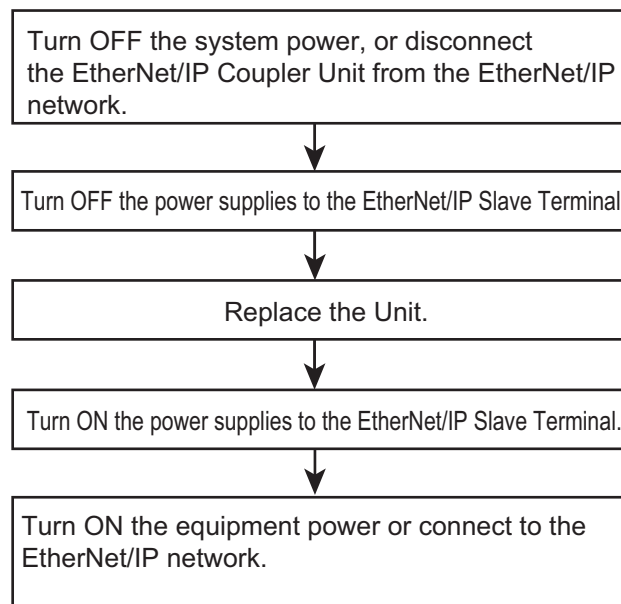 Turn OFF the system power, or disconnect
the EtherNet/IP Coupler Unit from the EtherNet/IP
network.
Turn OFF the power supplies to the EtherNet/IP Slave Terminal
Replace the Unit.
Turn ON the power supplies to the EtherNet/IP Slave Terminal.
Turn ON the equipment power or connect to the
EtherNet/IP network.